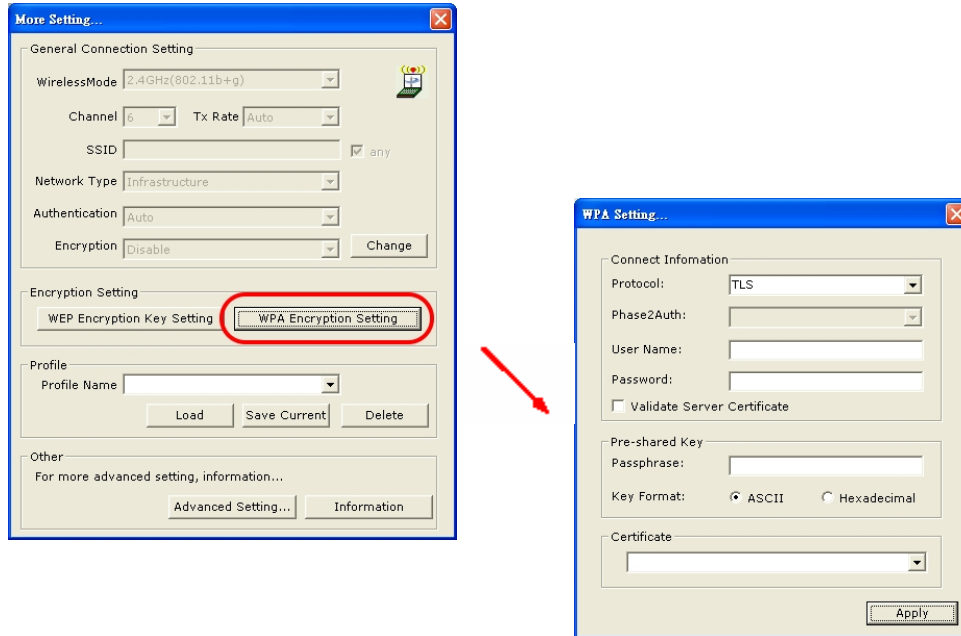 More Setting...
General Connection Setting
WirelessMode 2.4GHz(802.11b+g)
Channel 6 Tx Rate Auto
SSID any
Network Type Infrastructure
Authentication Auto
Encryption Disable Change
Encryption Setting
WEP Encryption Key Setting WPA Encryption Setting
Profile
Profile Name
Load Save Current Delete
Other
For more advanced setting, information...
Advanced Setting... Information
WPA Setting...
Connect Infomation
Protocol: TLS
Phase2Auth:
User Name:
Password:
Validate Server Certificate
Pre-shared Key
Passphrase:
Key Format: ASCII Hexadecimal
Certificate
Apply